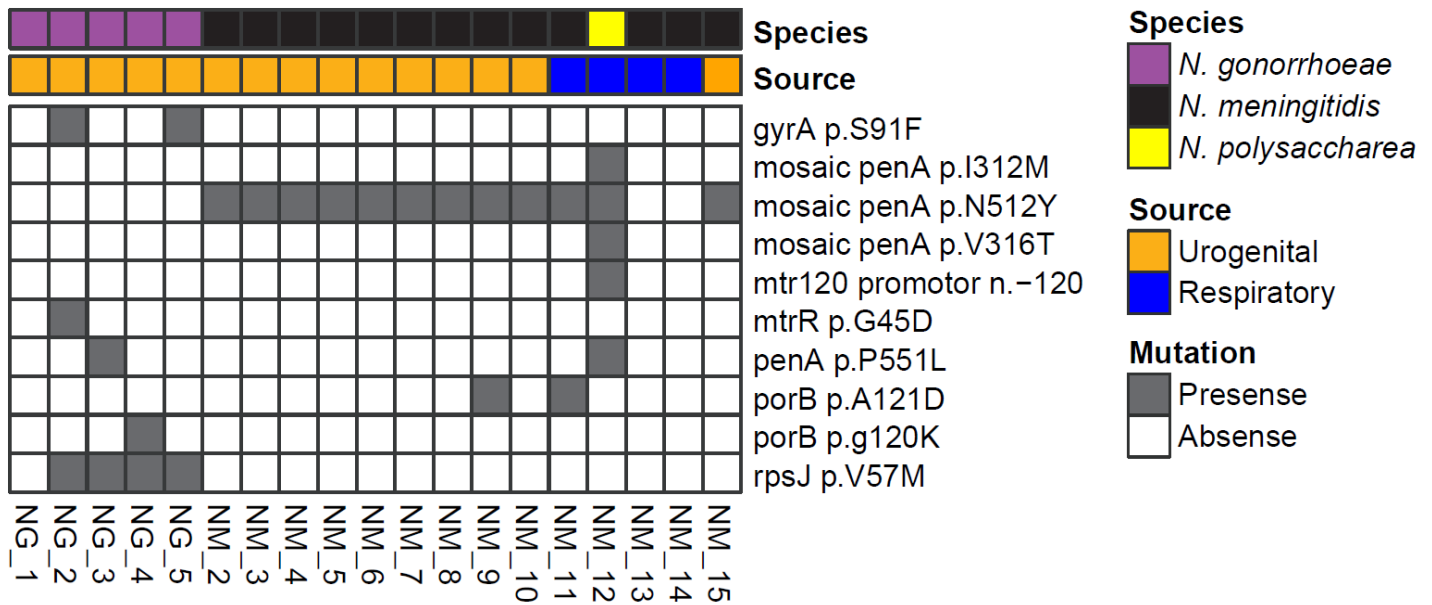 Species
Source
gyrA p.S91F
mosaic penA p.I312M
mosaic penA p.N512Y
mosaic penA p.V316T
mtr120 promotor n.−120
mtrR p.G45D
penA p.P551L
porB p.A121D
porB p.g120K
rpsJ p.V57M
NG_1
NG_2
NG_3
NG_4
NG_5
NM_2
NM_3
NM_4
NM_5
NM_6
NM_7
NM_8
NM_9
NM_10
NM_11
NM_12
NM_13
NM_14
NM_15
Species
N. gonorrhoeae
N. meningitidis
N. polysaccharea
Source
Urogenital
Respiratory
Mutation
Presense
Absense